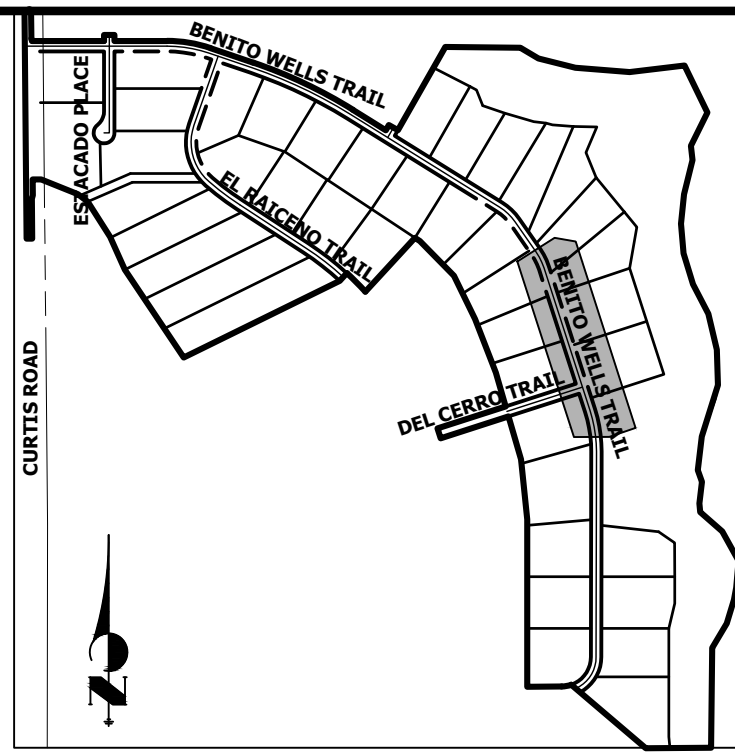 BENITO WELLS TRAIL
ESTACADO PLACE
EL RAICENO TRAIL
BENITO WELLS TRAIL
DEL CERRO TRAIL
CURTIS ROAD
N